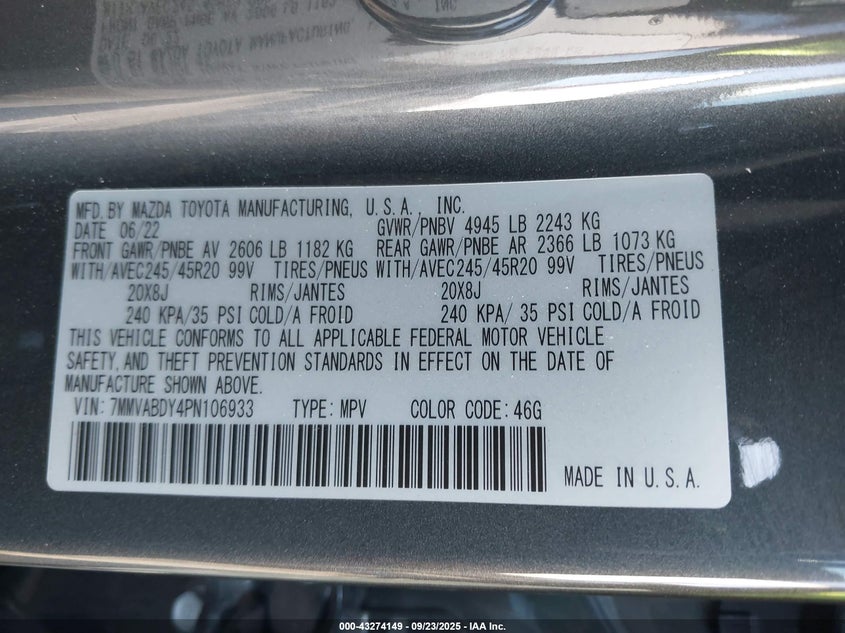 MFD. BY MAZDA TOYOTA MANUFACTURING, U.S.A., INC.
DATE 06/22 GVWR/PNBV 4945 LB 2243 KG
FRONT GAWR/PNBE AV 2606 LB 1182 KG REAR GAWR/PNBE AR 2366 LB 1073 KG
WITH/AVEC245/45R20 99V TIRES/PNEUS WITH/AVEC245/45R20 99V TIRES/PNEUS
20X8J RIMS/JANTES 20X8J RIMS/JANTES
240 KPA/35 PSI COLD/A FROID 240 KPA/ 35 PSI COLD/A FROID
THIS VEHICLE CONFORMS TO ALL APPLICABLE FEDERAL MOTOR VEHICLE
SAFETY, AND THEFT PREVENTION STANDARDS IN EFFECT ON THE DATE OF
MANUFACTURE SHOWN ABOVE.
VIN: 7MMVABDY4PN106933 TYPE: MPV COLOR CODE: 46G
MADE IN U.S.A.
000-43274149 - 09/23/2025 - IAA Inc.